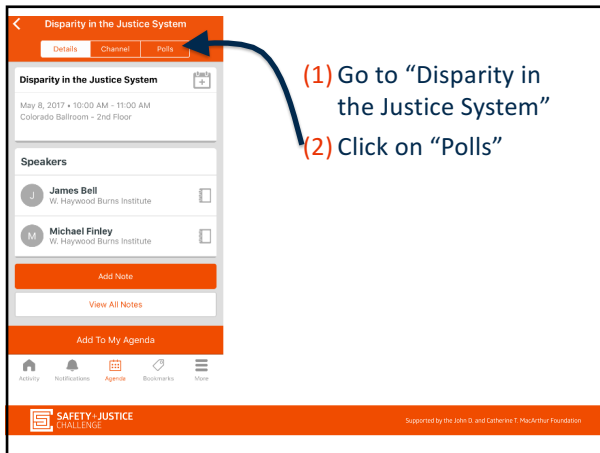 Disparity in the Justice System
Details Channel Polls
Disparity in the Justice System
May 8, 2017 • 10:00 AM - 11:00 AM
Colorado Ballroom - 2nd Floor
Speakers
J
James Bell
W. Haywood Burns Institute
M
Michael Finley
W. Haywood Burns Institute
Add Note
View All Notes
Add To My Agenda
Activity Notifications Agenda Bookmarks More
(1) Go to “Disparity in
the Justice System”
(2) Click on “Polls”
SAFETY+JUSTICE
CHALLENGE
Supported by the John D. and Catherine T. MacArthur Foundation